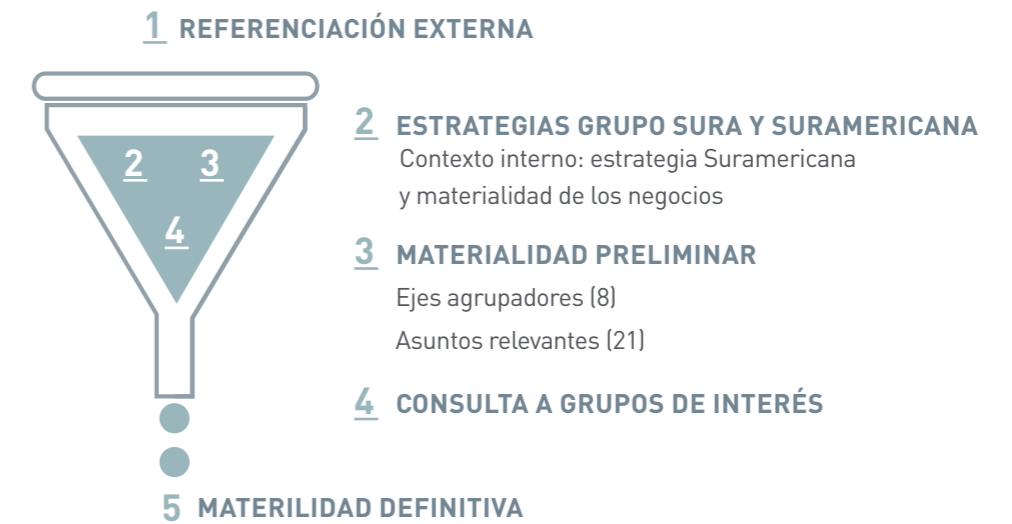 1 REFERENCIACIÓN EXTERNA
2 3
4
2 ESTRATEGIAS GRUPO SURA Y SURAMERICANA
Contexto interno: estrategia Suramericana
y materialidad de los negocios
3 MATERIALIDAD PRELIMINAR
Ejes agrupadores (8)
Asuntos relevantes (21)
4 CONSULTA A GRUPOS DE INTERÉS
5 MATERILIDAD DEFINITIVA